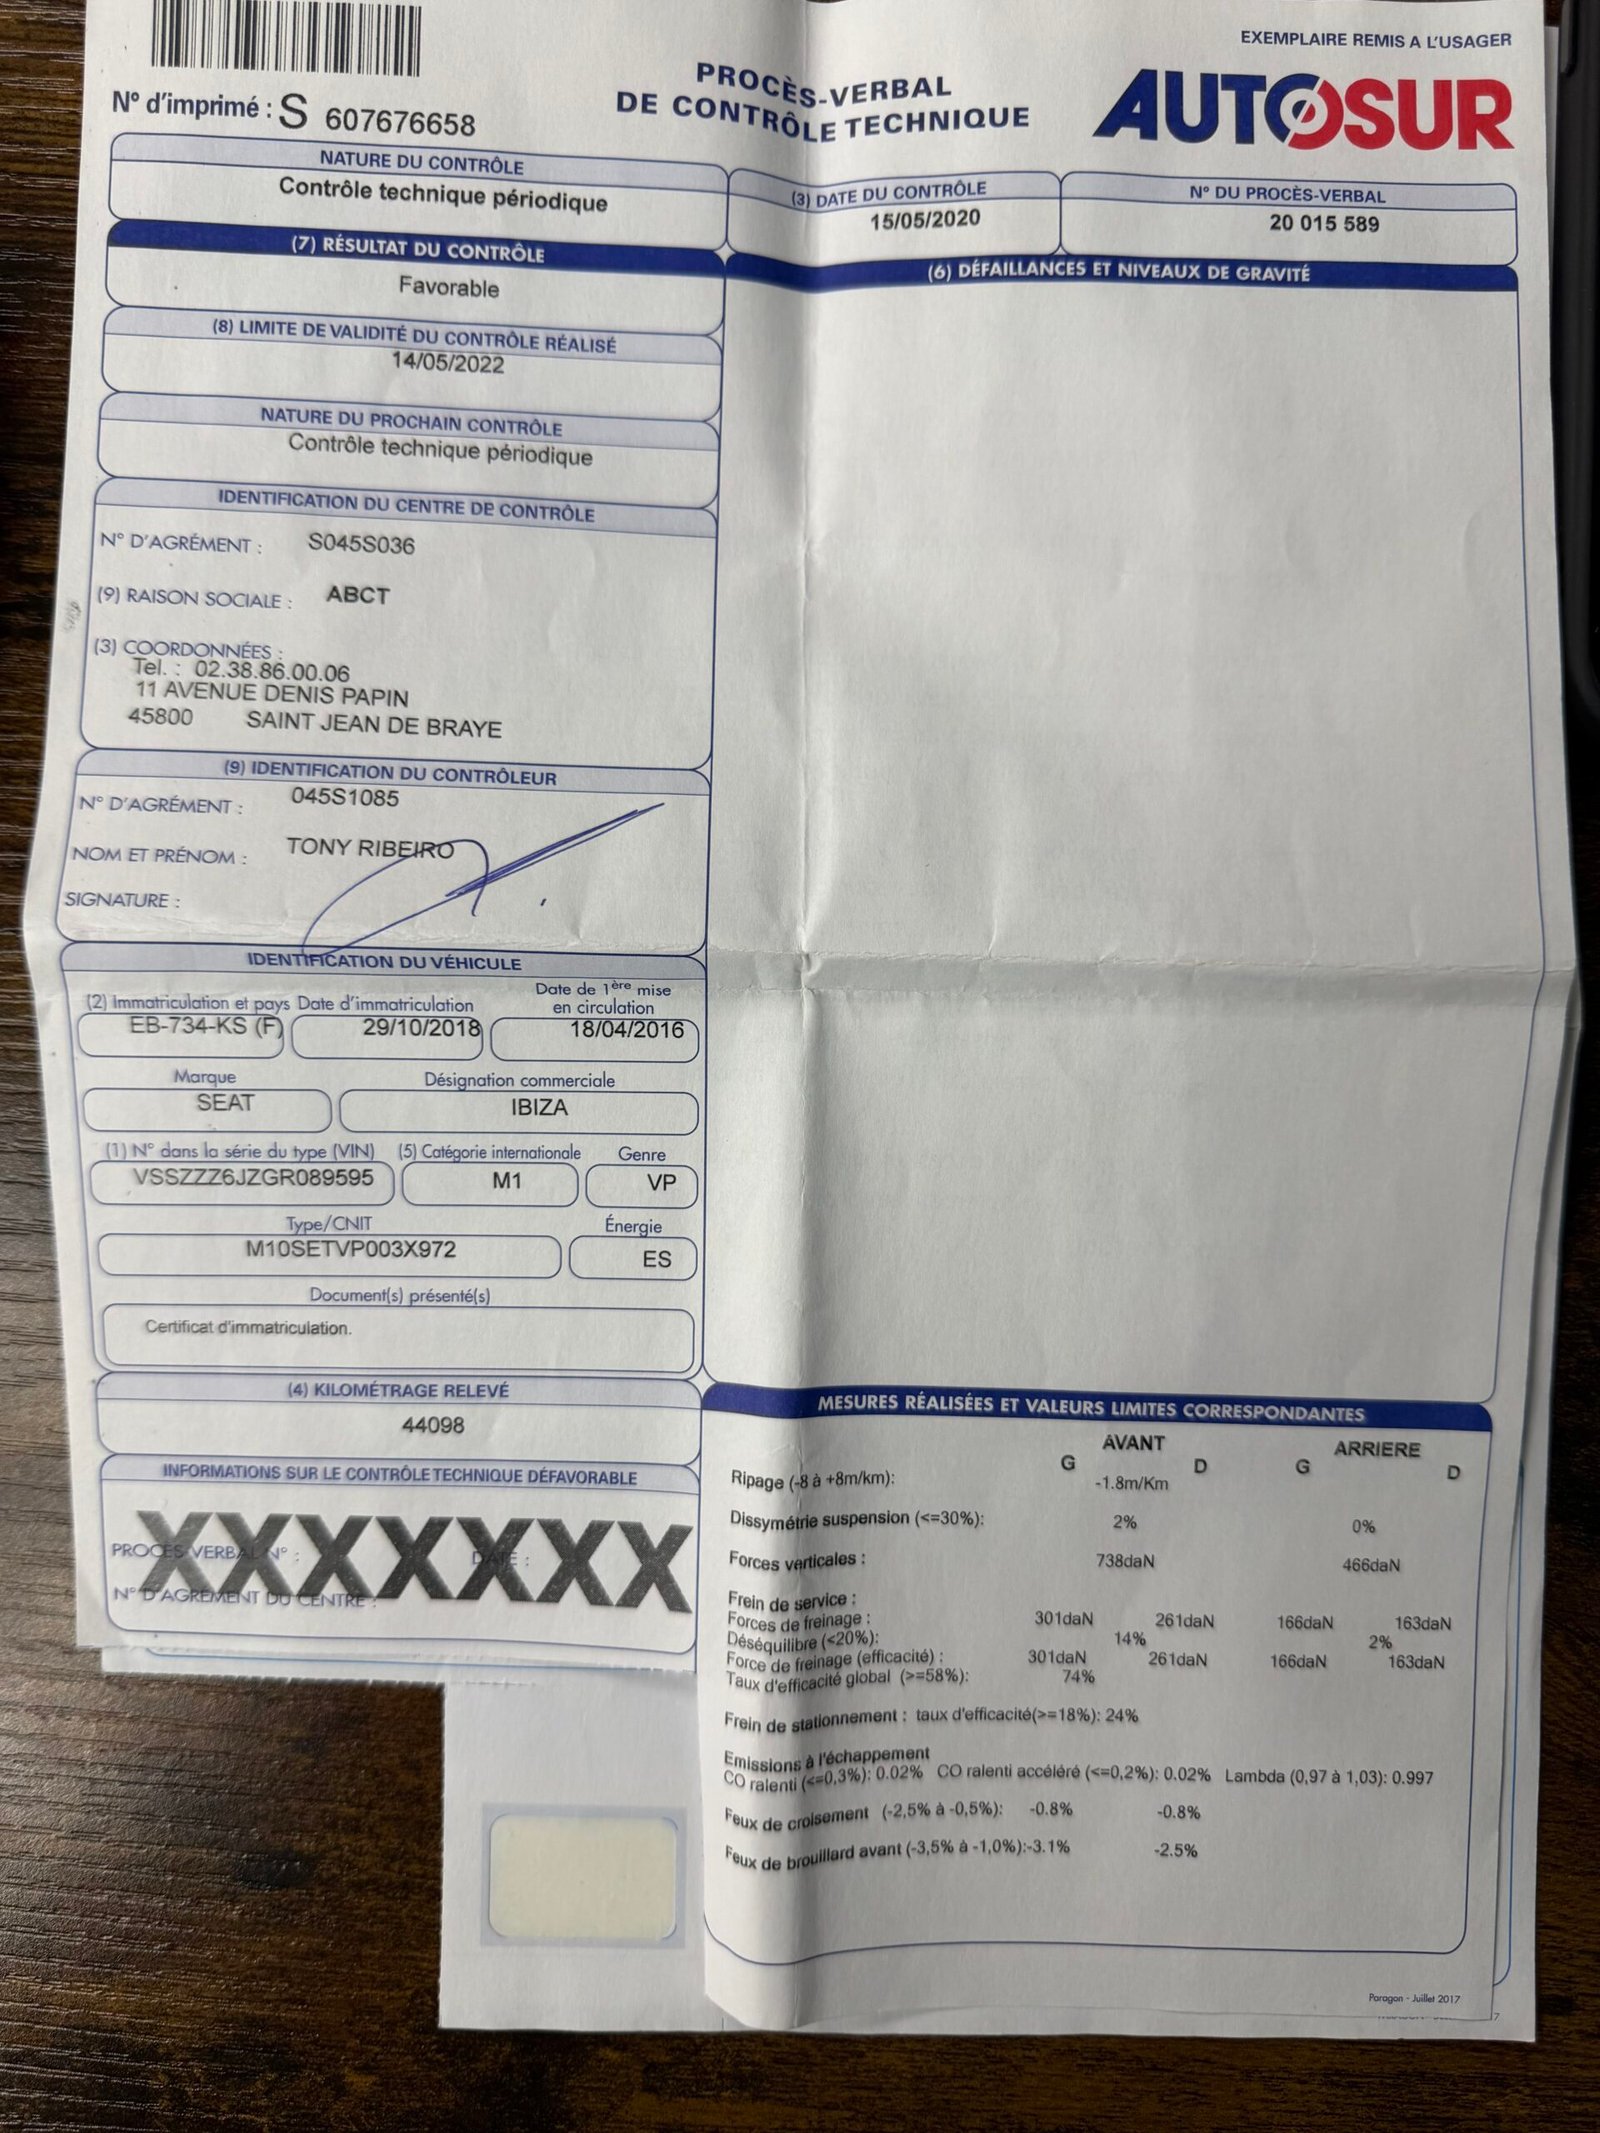 EXEMPLAIRE REMIS A L'USAGER
N° d'imprimé : S 607676658
PROCÈS-VERBAL
DE CONTRÔLE TECHNIQUE
AUTOSUR
NATURE DU CONTRÔLE
Contrôle technique périodique
(3) DATE DU CONTRÔLE
15/05/2020
N° DU PROCÈS-VERBAL
20 015 589
(7) RÉSULTAT DU CONTRÔLE
Favorable
(6) DÉFAILLANCES ET NIVEAUX DE GRAVITÉ
(8) LIMITE DE VALIDITÉ DU CONTRÔLE RÉALISÉ
14/05/2022
NATURE DU PROCHAIN CONTRÔLE
Contrôle technique périodique
IDENTIFICATION DU CENTRE DE CONTRÔLE
N° D'AGRÉMENT : S045S036
(9) RAISON SOCIALE : ABCT
(3) COORDONNÉES :
Tel. : 02.38.86.00.06
11 AVENUE DENIS PAPIN
45800 SAINT JEAN DE BRAYE
(9) IDENTIFICATION DU CONTRÔLEUR
N° D'AGRÉMENT : 045S1085
NOM ET PRÉNOM : TONY RIBEIRO
SIGNATURE :
IDENTIFICATION DU VÉHICULE
(2) Immatriculation et pays Date d'immatriculation Date de 1ère mise en circulation
EB-734-KS (F) 29/10/2018 18/04/2016
Marque Désignation commerciale
SEAT IBIZA
(1) N° dans la série du type (VIN) (5) Catégorie internationale Genre
VSSZZZ6JZGR089595 M1 VP
Type/CNIT Énergie
M10SETVP003X972 ES
Document(s) présenté(s)
Certificat d'immatriculation.
(4) KILOMÉTRAGE RELEVÉ
44098
INFORMATIONS SUR LE CONTRÔLE TECHNIQUE DÉFAVORABLE
XXXXXXX
PROCES-VERBAL N° : DATE :
N° D'AGRÉMENT DU CENTRE :
MESURES RÉALISÉES ET VALEURS LIMITES CORRESPONDANTES
AVANT ARRIERE
G D G D
Ripage (-8 à +8m/km): -1.8m/Km
Dissymétrie suspension (<=30%): 2% 0%
Forces verticales : 738daN 466daN
Frein de service :
Forces de freinage : 301daN 261daN 166daN 163daN
Déséquilibre (<20%): 14% 2%
Force de freinage (efficacité) : 301daN 261daN 166daN 163daN
Taux d'efficacité global (>=58%): 74%
Frein de stationnement : taux d'efficacité(>=18%): 24%
Emissions à l'échappement
CO ralenti (<=0,3%): 0.02% CO ralenti accéléré (<=0,2%): 0.02% Lambda (0,97 à 1,03): 0.997
Feux de croisement (-2,5% à -0,5%): -0.8% -0.8%
Feux de brouillard avant (-3,5% à -1,0%):-3.1% -2.5%
Paragon - Juillet 2017